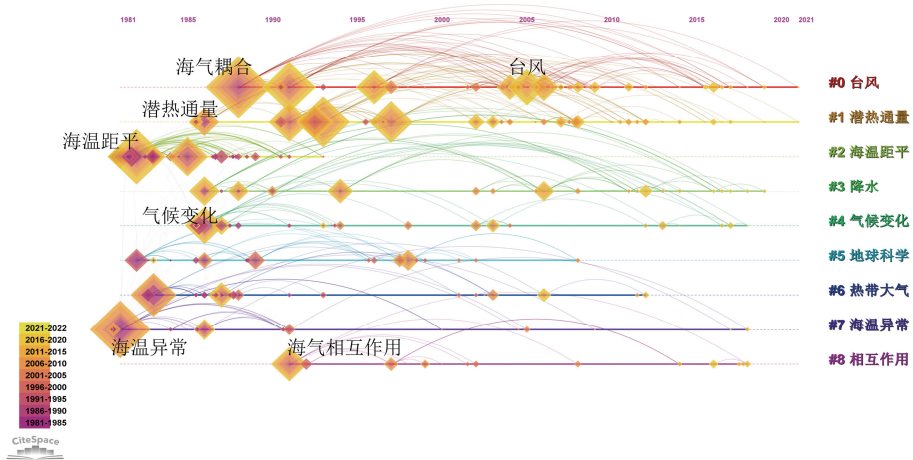 1981 1985 1990 1995 2000 2005 2010 2015 2020 2021
海气耦合
台风
#0 台风
潜热通量
#1 潜热通量
海温距平
#2 海温距平
#3 降水
气候变化
#4 气候变化
#5 地球科学
#6 热带大气
#7 海温异常
海温异常
海气相互作用
#8 相互作用
2021-2022
2016-2020
2011-2015
2006-2010
2001-2005
1996-2000
1991-1995
1986-1990
1981-1985
CiteSpace